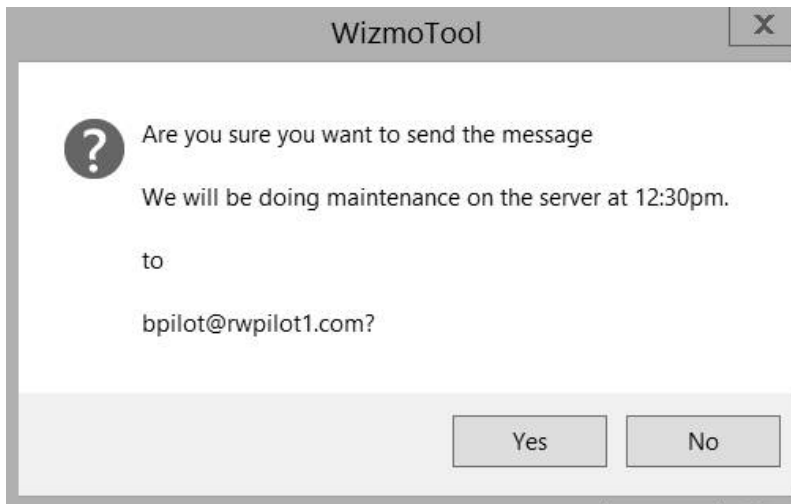 WizmoTool
X
Are you sure you want to send the message
We will be doing maintenance on the server at 12:30pm.
to
bpilot@rwpilot1.com?
Yes
No